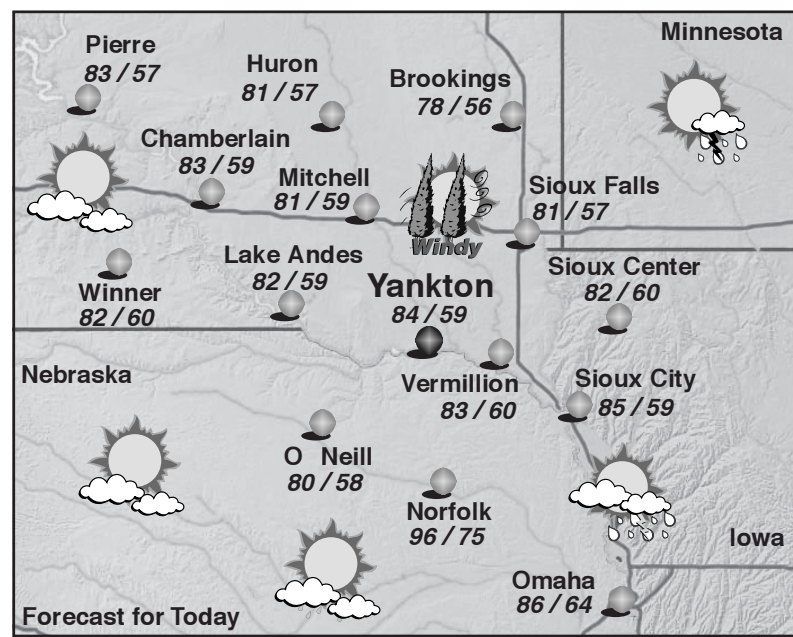 Minnesota
Pierre
83 / 57
Huron
81 / 57
Brookings
78 / 56
Chamberlain
83 / 59
Mitchell
81 / 59
Windy
Sioux Falls
81 / 57
Winner
82 / 60
Lake Andes
82 / 59
Yankton
84 / 59
Sioux Center
82 / 60
Nebraska
Vermillion
83 / 60
Sioux City
85 / 59
O Neill
80 / 58
Norfolk
96 / 75
Iowa
Omaha
86 / 64
Forecast for Today